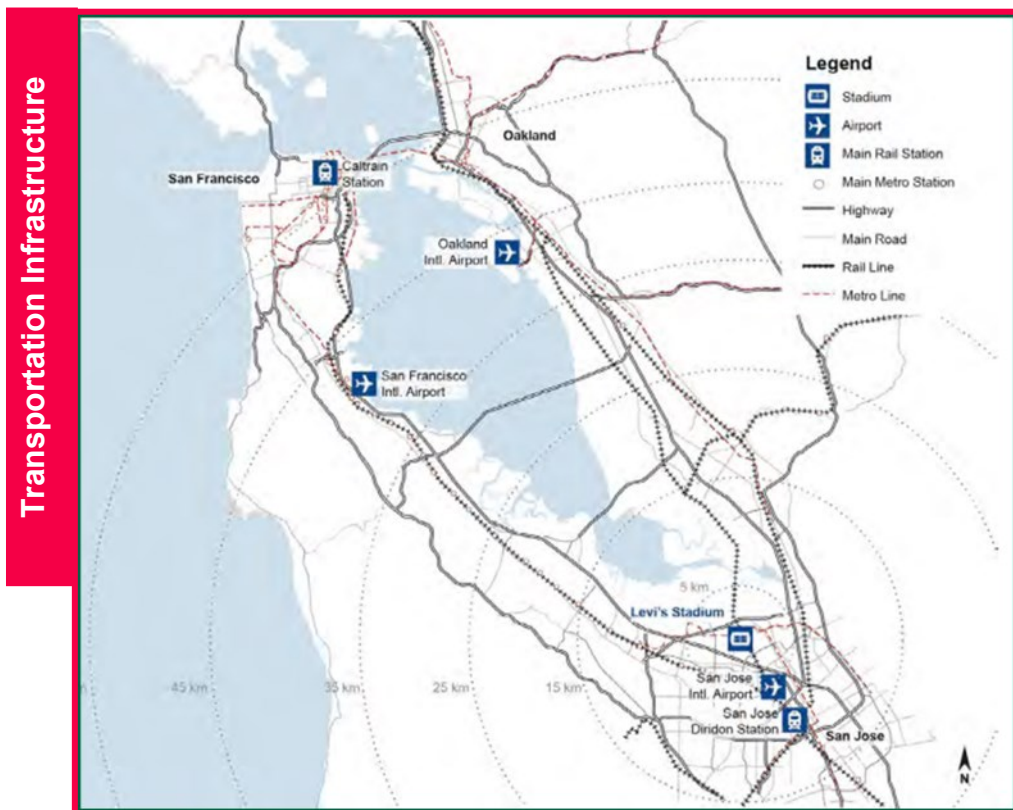 Transportation Infrastructure
Legend
Stadium
Airport
Main Rail Station
Main Metro Station
Highway
Main Road
Rail Line
Metro Line
Oakland
San Francisco
Caltrain
Station
Oakland
Intl. Airport
San Francisco
Intl. Airport
5 km
Levi's Stadium
45 km
35 km
25 km
15 km
San Jose
Intl. Airport
San Jose
Diridon Station
San Jose
N